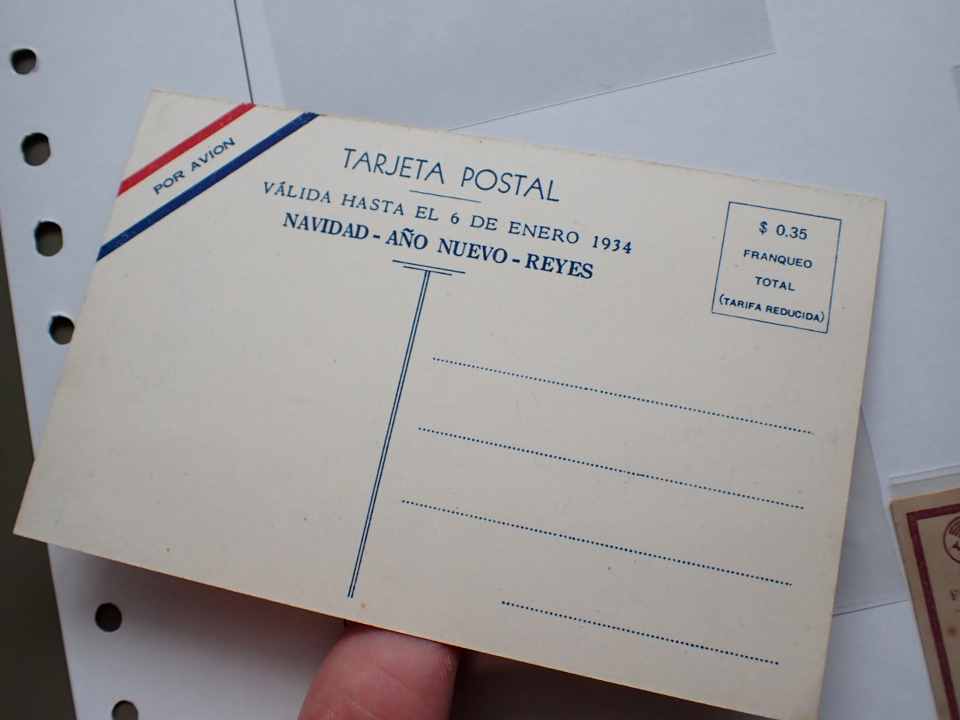 POR AVION
TARJETA POSTAL
VÁLIDA HASTA EL 6 DE ENERO 1934
NAVIDAD - AÑO NUEVO - REYES
$ 0.35
FRANQUEO
TOTAL
(TARIFA REDUCIDA)